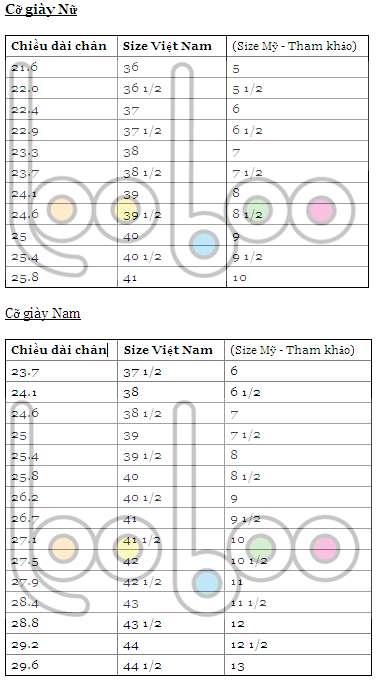 Cỡ giày Nữ
Chiều dài chân Size Việt Nam (Size Mỹ - Tham khảo)
21.6 36 5
22.0 36 1/2 5 1/2
22.4 37 6
22.9 37 1/2 6 1/2
23.3 38 7
23.7 38 1/2 7 1/2
24.1 39 8
24.6 39 1/2 8 1/2
25 40 9
25.4 40 1/2 9 1/2
25.8 41 10
Cỡ giày Nam
Chiều dài chân Size Việt Nam (Size Mỹ - Tham khảo)
23.7 37 1/2 6
24.1 38 6 1/2
24.6 38 1/2 7
25 39 7 1/2
25.4 39 1/2 8
25.8 40 8 1/2
26.2 40 1/2 9
26.7 41 9 1/2
27.1 41 1/2 10
27.5 42 10 1/2
27.9 42 1/2 11
28.4 43 11 1/2
28.8 43 1/2 12
29.2 44 12 1/2
29.6 44 1/2 13